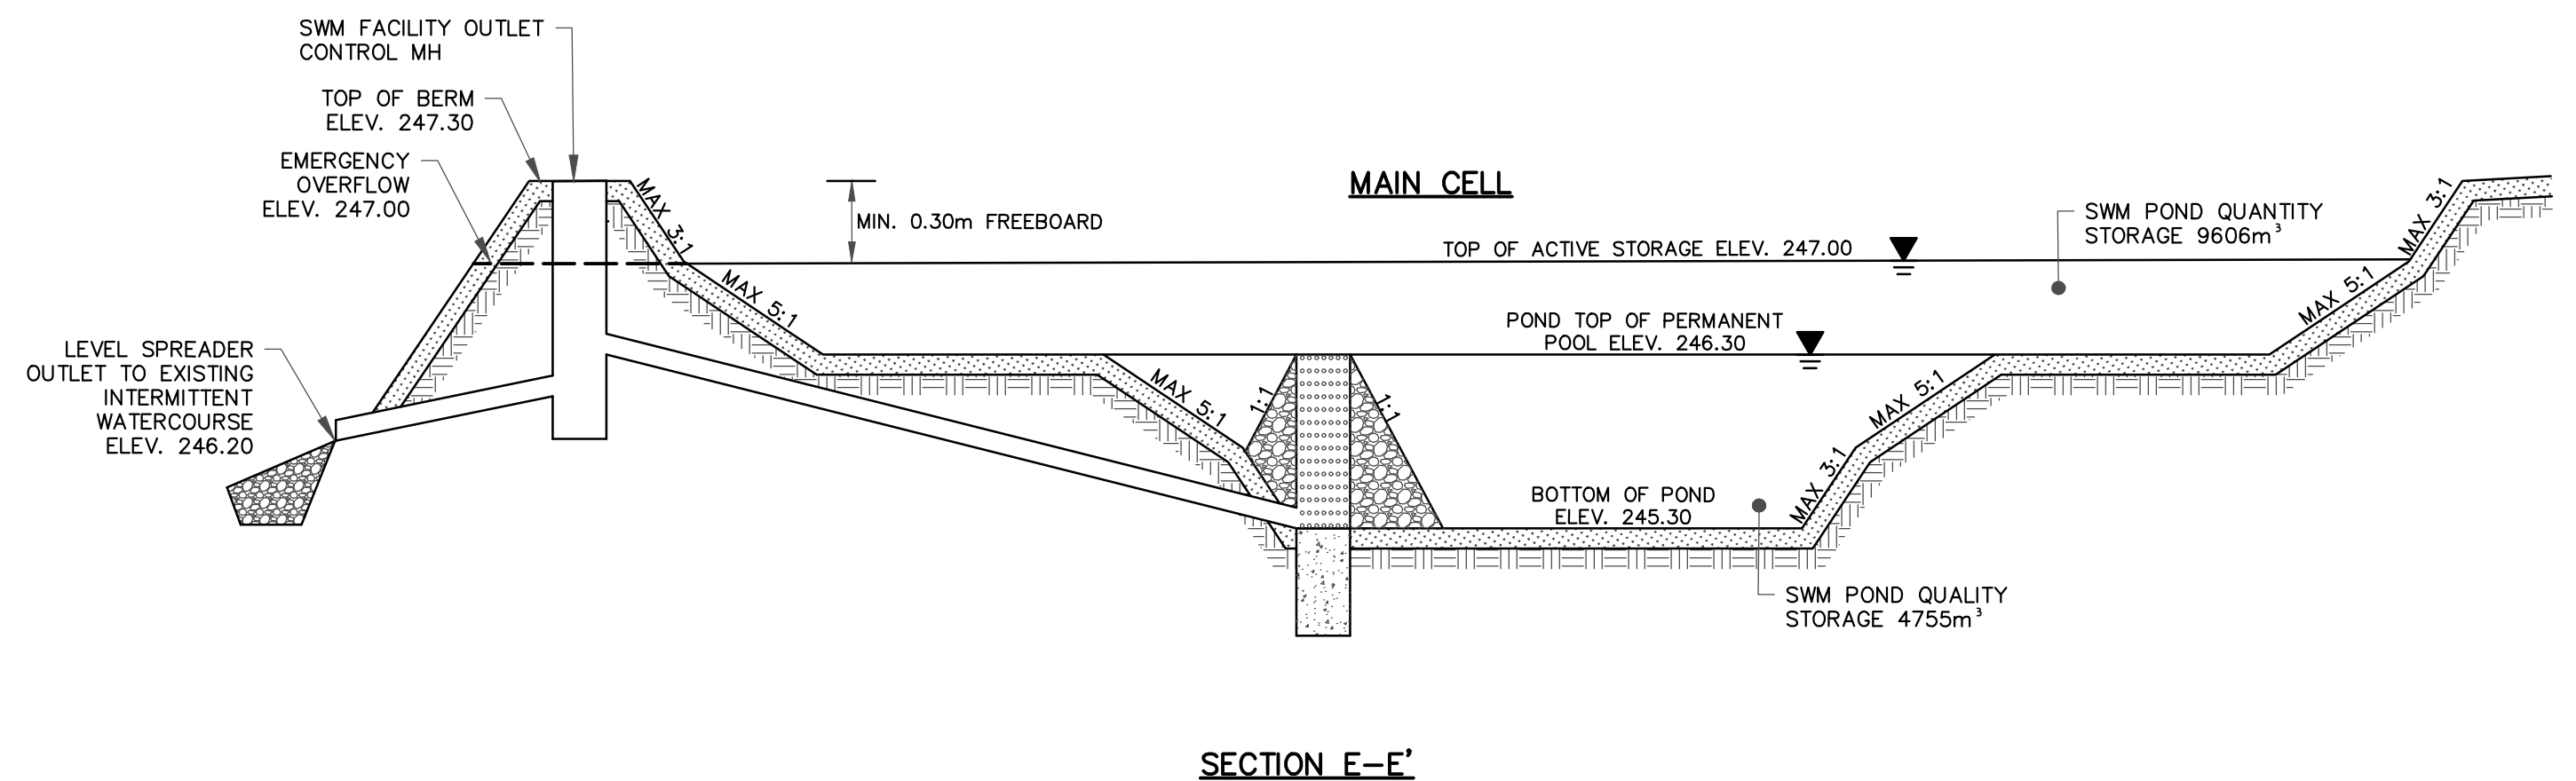 SWM FACILITY OUTLET
CONTROL MH
TOP OF BERM
ELEV. 247.30
EMERGENCY
OVERFLOW
ELEV. 247.00
LEVEL SPREADER
OUTLET TO EXISTING
INTERMITTENT
WATERCOURSE
ELEV. 246.20
MAX 3:1
MAX 5:1
MIN. 0.30m FREEBOARD
MAIN CELL
TOP OF ACTIVE STORAGE ELEV. 247.00
POND TOP OF PERMANENT
POOL ELEV. 246.30
MAX 5:1
1:1
1:1
BOTTOM OF POND
ELEV. 245.30
MAX 3:1
MAX 5:1
MAX 5:1
MAX 3:1
SWM POND QUANTITY
STORAGE 9606m³
SWM POND QUALITY
STORAGE 4755m³
SECTION E-E'